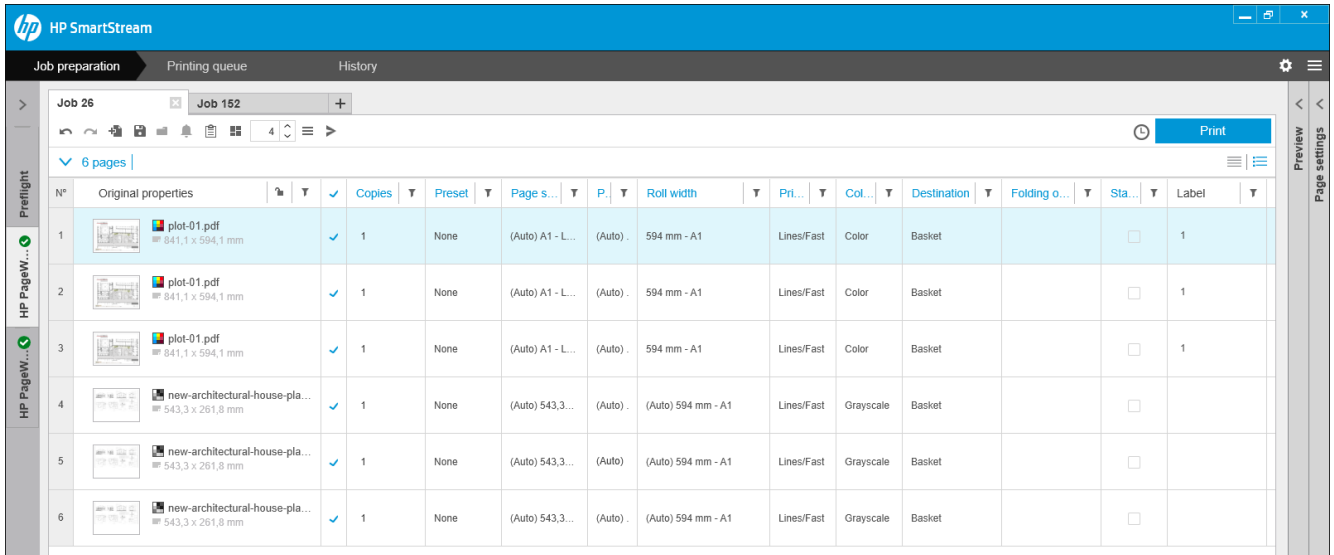 hp HP SmartStream
Job preparation Printing queue History
Job 26 Job 152 +
4 Print
6 pages
N° Original properties Copies Preset Page s... P. Roll width Pri... Col... Destination Folding o... Sta... Label
1 plot-01.pdf 1 None (Auto) A1 - L... (Auto) . 594 mm - A1 Lines/Fast Color Basket 1
841,1 x 594,1 mm
2 plot-01.pdf 1 None (Auto) A1 - L... (Auto) . 594 mm - A1 Lines/Fast Color Basket 1
841,1 x 594,1 mm
3 plot-01.pdf 1 None (Auto) A1 - L... (Auto) . 594 mm - A1 Lines/Fast Color Basket 1
841,1 x 594,1 mm
4 new-architectural-house-pla... 1 None (Auto) 543,3... (Auto) . (Auto) 594 mm - A1 Lines/Fast Grayscale Basket
543,3 x 261,8 mm
5 new-architectural-house-pla... 1 None (Auto) 543,3... (Auto) (Auto) 594 mm - A1 Lines/Fast Grayscale Basket
543,3 x 261,8 mm
6 new-architectural-house-pla... 1 None (Auto) 543,3... (Auto) . (Auto) 594 mm - A1 Lines/Fast Grayscale Basket
543,3 x 261,8 mm
Preflight
HP PageW...
HP PageW...
Preview
Page settings